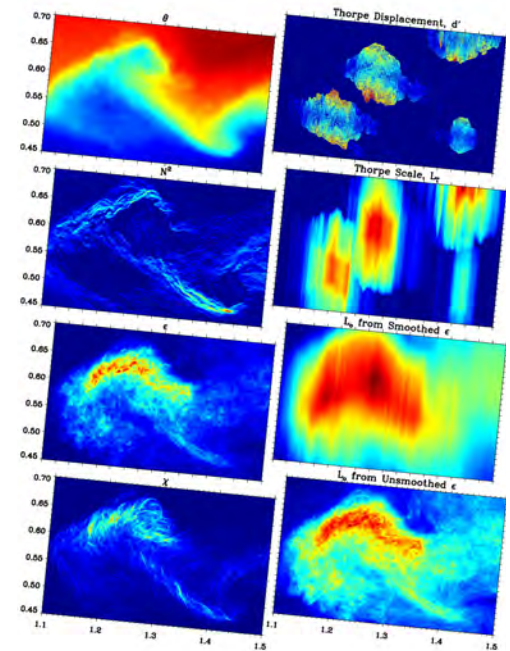 θ
Thorpe Displacement, d'
0.70
0.65
0.60
0.55
0.50
0.45
N²
Thorpe Scale, L_T
0.70
0.65
0.60
0.55
0.50
0.45
ε
L_o from Smoothed ε
0.70
0.65
0.60
0.55
0.50
0.45
χ
L_o from Unsmoothed ε
0.70
0.65
0.60
0.55
0.50
0.45
1.1 1.2 1.3 1.4 1.5
1.2 1.3 1.4 1.5